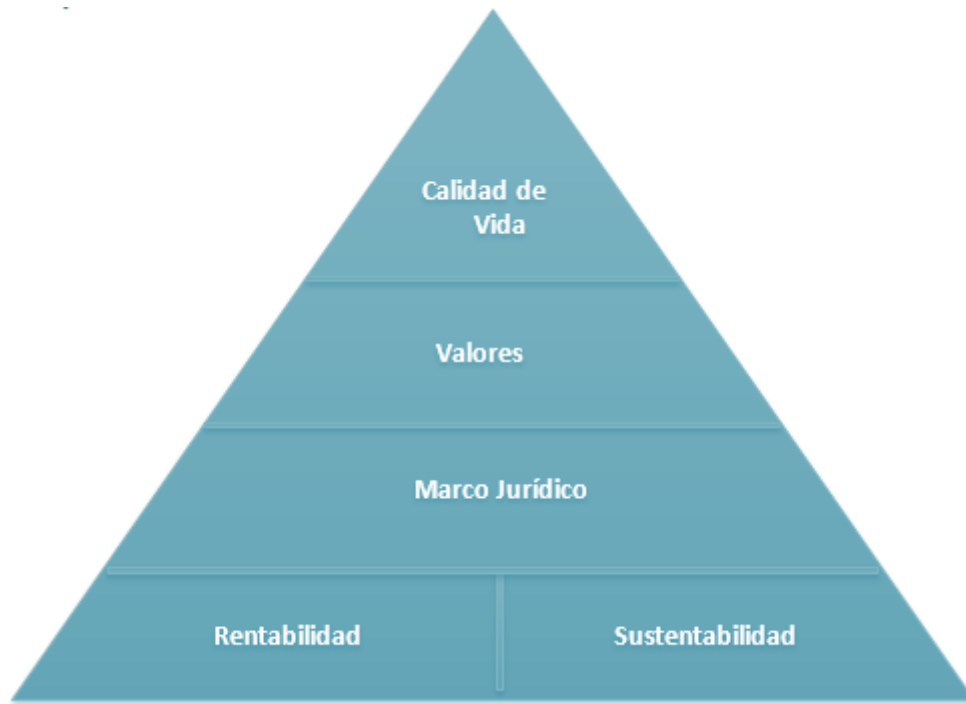 Calidad de
Vida
Valores
Marco Jurídico
Rentabilidad
Sustentabilidad